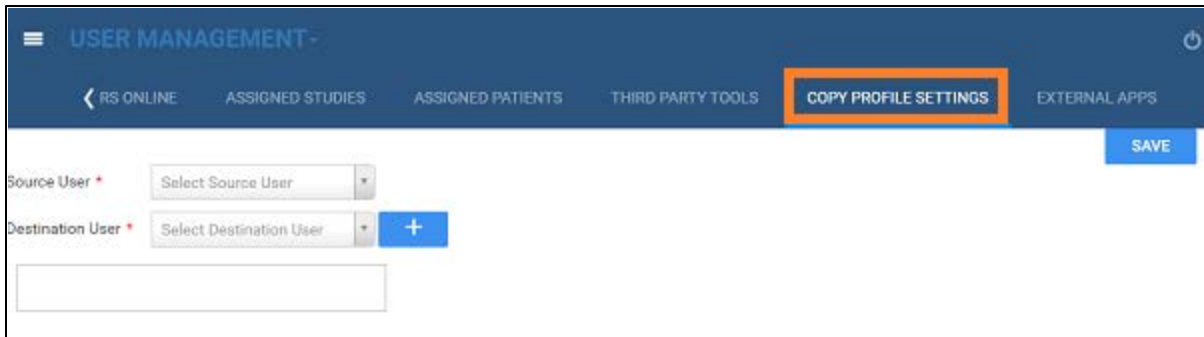 USER MANAGEMENT-
RS ONLINE ASSIGNED STUDIES ASSIGNED PATIENTS THIRD PARTY TOOLS COPY PROFILE SETTINGS EXTERNAL APPS
SAVE
Source User * Select Source User
Destination User * Select Destination User +